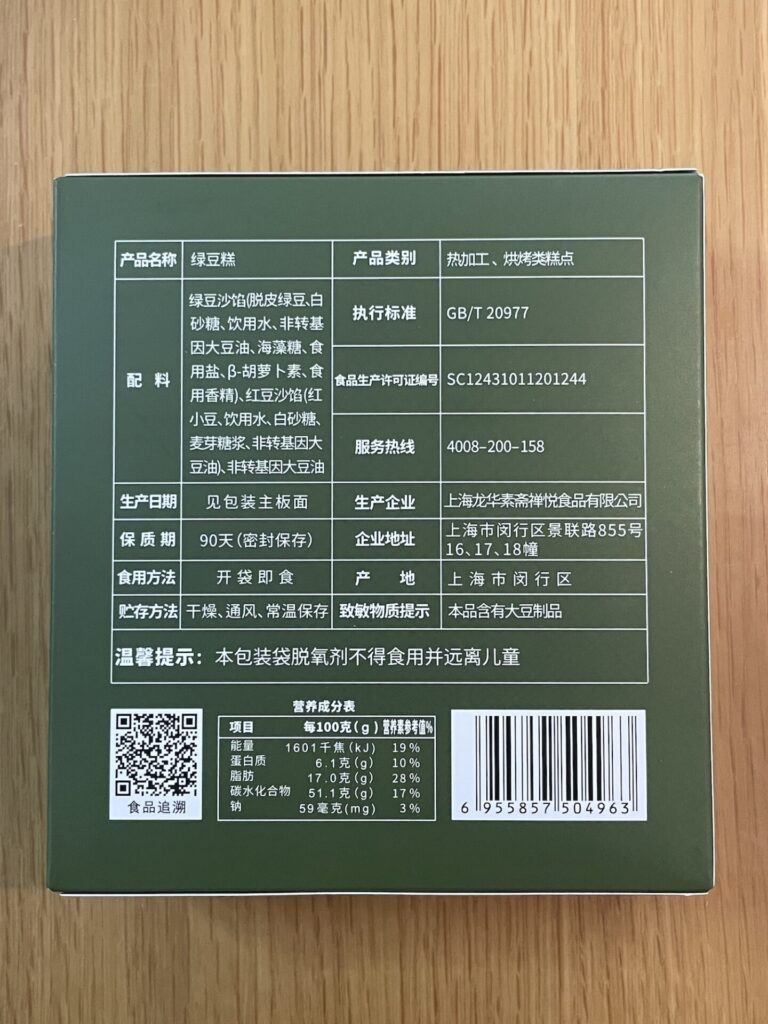 产品名称 绿豆糕 产品类别 热加工、烘烤类糕点
配 料
绿豆沙馅(脱皮绿豆、白
砂糖、饮用水、非转基
因大豆油、海藻糖、食
用盐、β-胡萝卜素、食
用香精)、红豆沙馅(红
小豆、饮用水、白砂糖、
麦芽糖浆、非转基因大
豆油)、非转基因大豆油
执行标准 GB/T 20977
食品生产许可证编号 SC12431011201244
服务热线 4008-200-158
生产日期 见包装主板面 生产企业 上海龙华素斋禅悦食品有限公司
保质期 90天(密封保存) 企业地址 上海市闵行区景联路855号
16、17、18幢
食用方法 开袋即食 产 地 上海市闵行区
贮存方法 干燥、通风、常温保存 致敏物质提示 本品含有大豆制品
温馨提示：本包装袋脱氧剂不得食用并远离儿童
食品追溯
营养成分表
项目 每100克(g) 营养素参考值%
能量 1601千焦(kJ) 19%
蛋白质 6.1克(g) 10%
脂肪 17.0克(g) 28%
碳水化合物 51.1克(g) 17%
钠 59毫克(mg) 3%
6 955857 504963